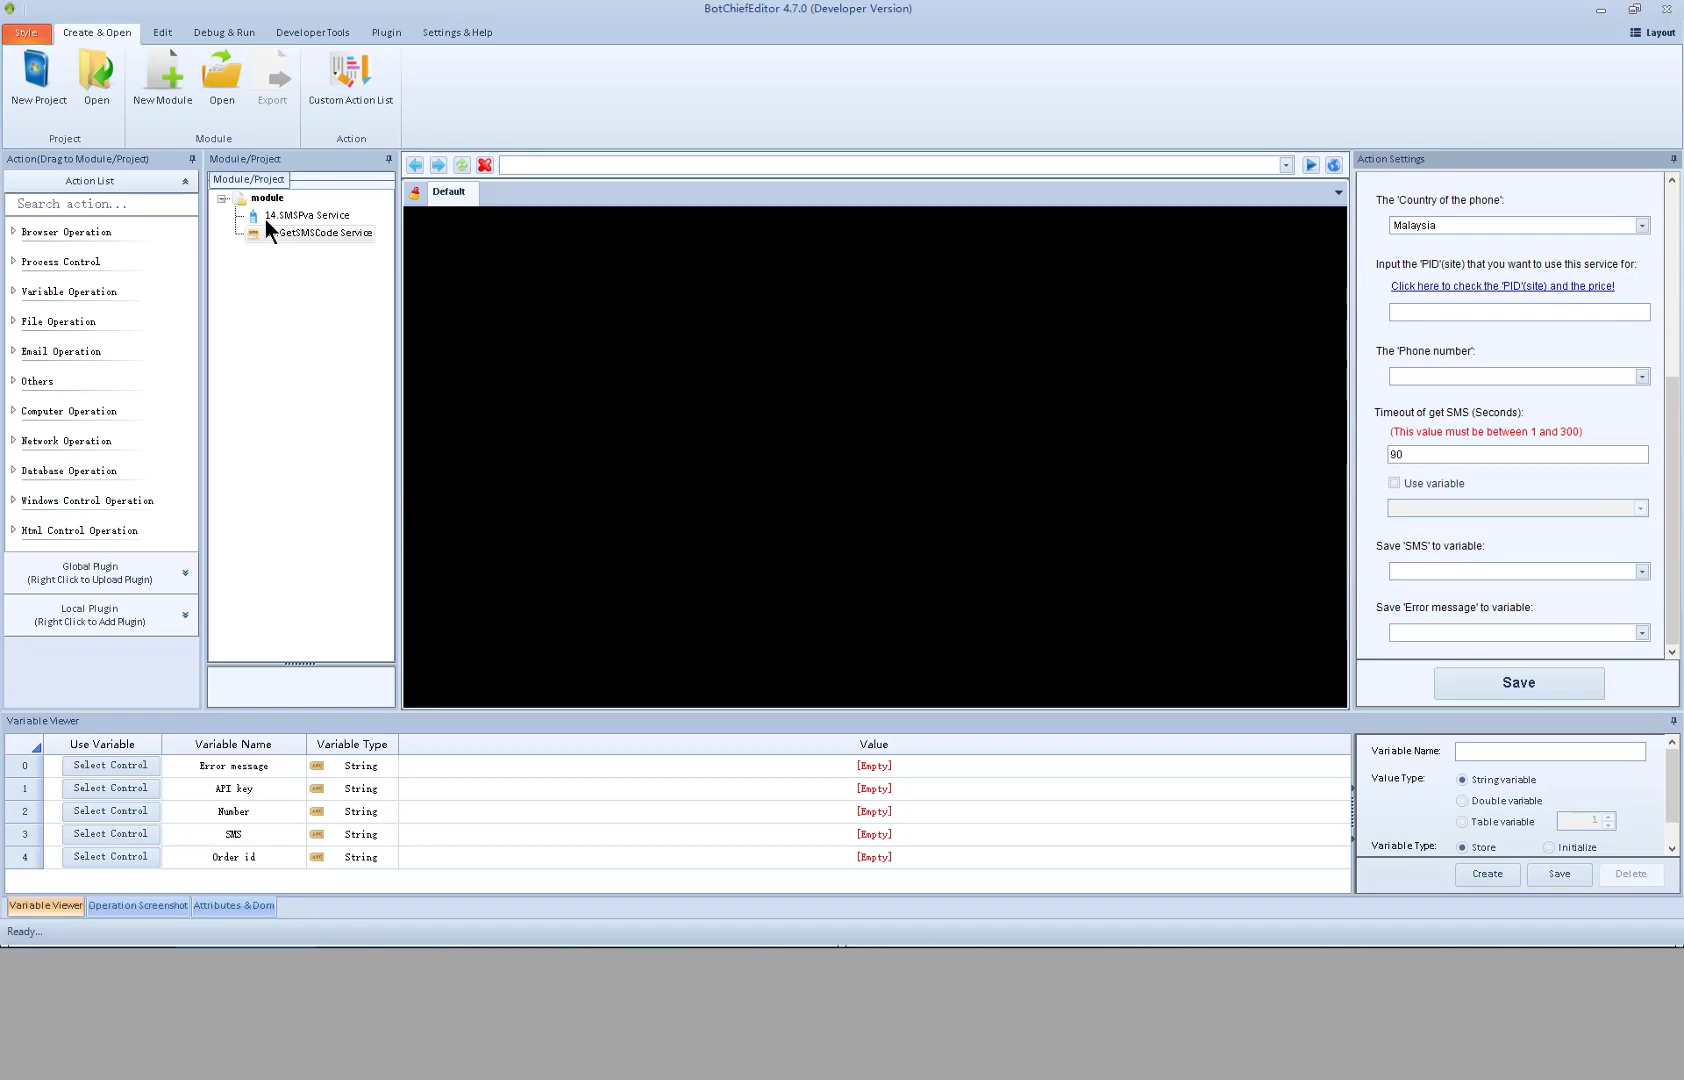 BotChiefEditor 4.7.0 (Developer Version)
Style
Create & Open
Edit
Debug & Run
DeveloperTools
Plugin
Settings & Help
Layout
New Project
Open
New Module
Open
Export
Custom Action List
Project
Module
Action
Action(Drag to Module/Project)
Module/Project
Action Settings
Action List
Module/Project
Search action...
Default
module
14.SMSPva Service
GetSMSCode Service
Browser Operation
Process Control
Variable Operation
File Operation
Email Operation
Others
Computer Operation
Network Operation
Database Operation
Windows Control Operation
Html Control Operation
Global Plugin
(Right Click to Upload Plugin)
Local Plugin
(Right Click to Add Plugin)
The 'Country of the phone':
Malaysia
Input the 'PID'(site) that you want to use this service for:
Click here to check the 'PID'(site) and the price!
The 'Phone number':
Timeout of get SMS (Seconds):
(This value must be between 1 and 300)
90
Use variable
Save 'SMS' to variable:
Save 'Error message' to variable:
Save
Variable Viewer
Use Variable
Variable Name
Variable Type
Value
0
Select Control
Error message
ABC
String
[Empty]
1
Select Control
API key
ABC
String
[Empty]
2
Select Control
Number
ABC
String
[Empty]
3
Select Control
SMS
ABC
String
[Empty]
4
Select Control
Order id
ABC
String
[Empty]
Variable Name:
Value Type:
String variable
Double variable
Table variable
1
Variable Type:
Store
Initialize
Create
Save
Delete
Variable Viewer
Operation Screenshot
Attributes & Dom
Ready...